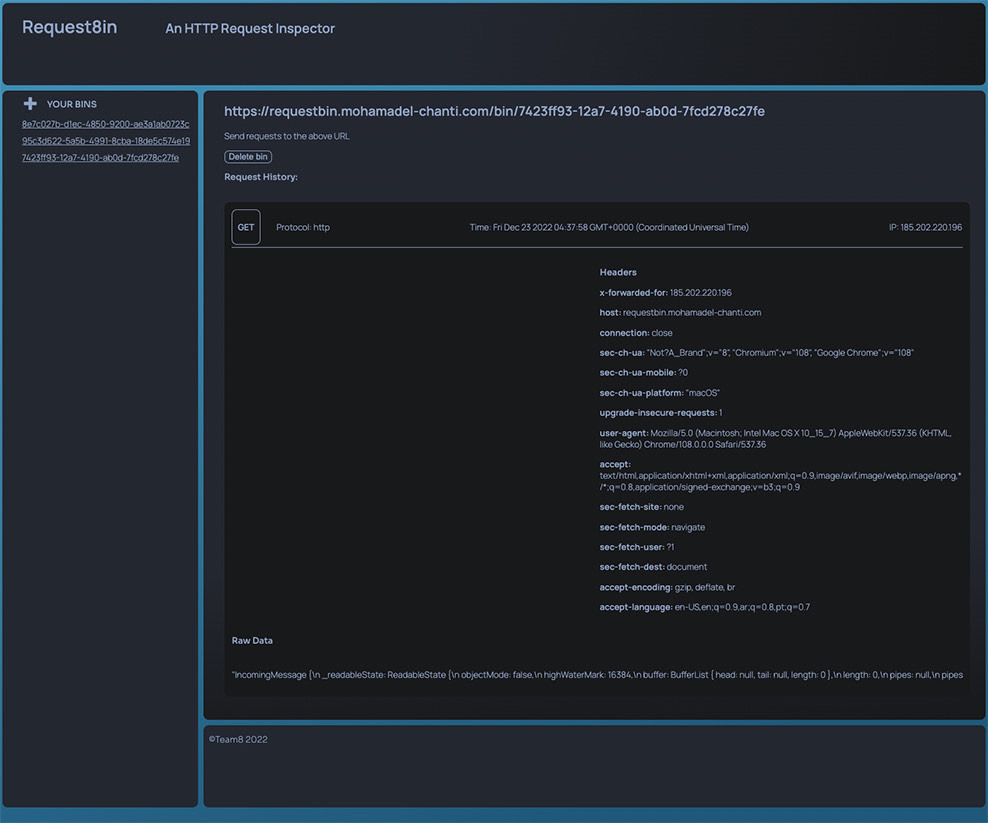 Request8in
An HTTP Request Inspector
YOUR BINS
8e7c027b-d1ec-4850-9200-ae3a1ab0723c
95c3d622-5a5b-4991-8cba-18de5c574e19
7423ff93-12a7-4190-ab0d-7fcd278c27fe
https://requestbin.mohamadel-chanti.com/bin/7423ff93-12a7-4190-ab0d-7fcd278c27fe
Send requests to the above URL
Delete bin
Request History:
GET
Protocol: http
Time: Fri Dec 23 2022 04:37:58 GMT+0000 (Coordinated Universal Time)
IP: 185.202.220.196
Headers
x-forwarded-for: 185.202.220.196
host: requestbin.mohamadel-chanti.com
connection: close
sec-ch-ua: "Not?A_Brand";v="8", "Chromium";v="108", "Google Chrome";v="108"
sec-ch-ua-mobile: ?0
sec-ch-ua-platform: "macOS"
upgrade-insecure-requests: 1
user-agent: Mozilla/5.0 (Macintosh; Intel Mac OS X 10_15_7) AppleWebKit/537.36 (KHTML,
like Gecko) Chrome/108.0.0.0 Safari/537.36
accept:
text/html,application/xhtml+xml,application/xml;q=0.9,image/avif,image/webp,image/apng,*
/*;q=0.8,application/signed-exchange;v=b3;q=0.9
sec-fetch-site: none
sec-fetch-mode: navigate
sec-fetch-user: ?1
sec-fetch-dest: document
accept-encoding: gzip, deflate, br
accept-language: en-US,en;q=0.9,ar;q=0.8,pt;q=0.7
Raw Data
"IncomingMessage {\n _readableState: ReadableState {\n objectMode: false,\n highWaterMark: 16384,\n buffer: BufferList { head: null, tail: null, length: 0 },\n length: 0,\n pipes: null,\n pipes
©Team8 2022